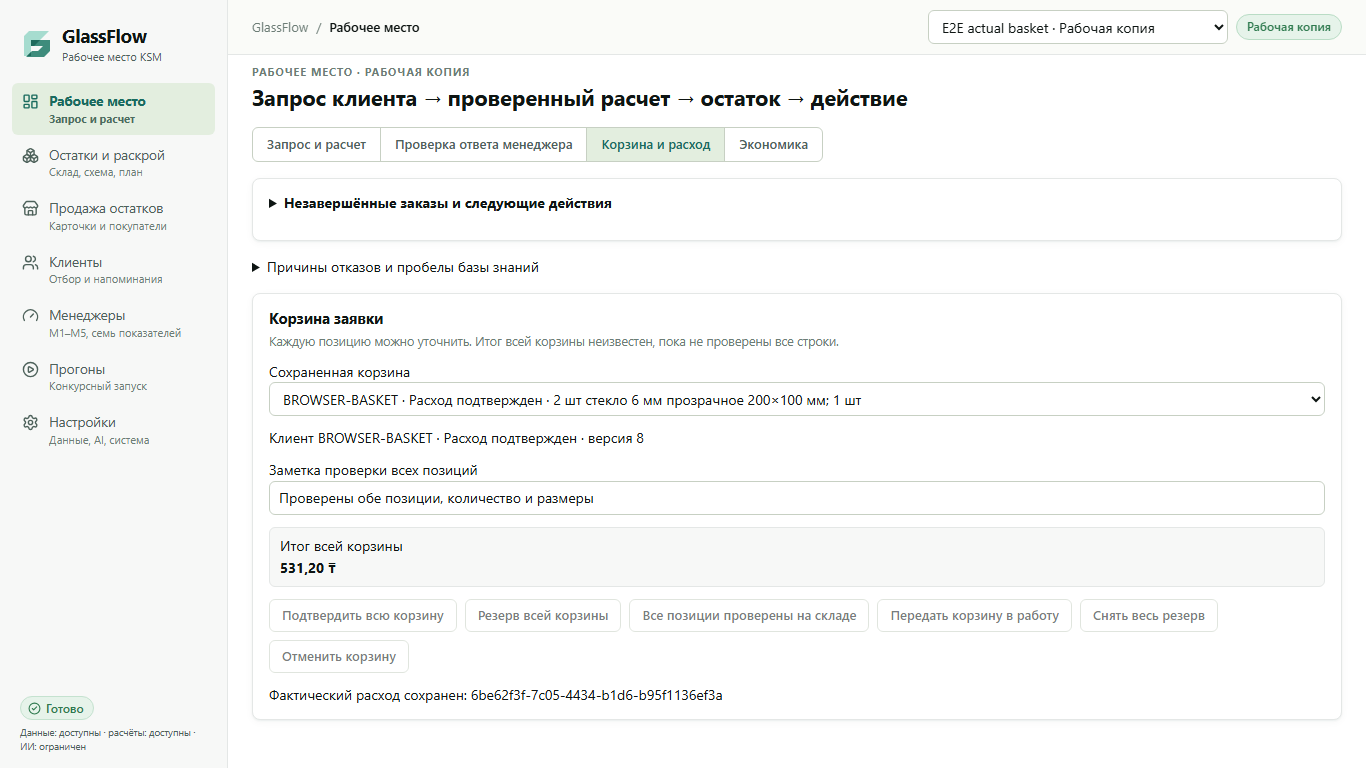 GlassFlow
Рабочее место KSM
Рабочее место
Запрос и расчет
Остатки и раскрой
Склад, схема, план
Продажа остатков
Карточки и покупатели
Клиенты
Отбор и напоминания
Менеджеры
М1–М5, семь показателей
Прогоны
Конкурсный запуск
Настройки
Данные, AI, система
Готово
Данные: доступны · расчёты: доступны ·
ИИ: ограничен
GlassFlow / Рабочее место
E2E actual basket · Рабочая копия
Рабочая копия
РАБОЧЕЕ МЕСТО · РАБОЧАЯ КОПИЯ
Запрос клиента → проверенный расчет → остаток → действие
Запрос и расчет
Проверка ответа менеджера
Корзина и расход
Экономика
Незавершённые заказы и следующие действия
Причины отказов и пробелы базы знаний
Корзина заявки
Каждую позицию можно уточнить. Итог всей корзины неизвестен, пока не проверены все строки.
Сохраненная корзина
BROWSER-BASKET · Расход подтвержден · 2 шт стекло 6 мм прозрачное 200×100 мм; 1 шт
Клиент BROWSER-BASKET · Расход подтвержден · версия 8
Заметка проверки всех позиций
Проверены обе позиции, количество и размеры
Итог всей корзины
531,20 ₸
Подтвердить всю корзину
Резерв всей корзины
Все позиции проверены на складе
Передать корзину в работу
Снять весь резерв
Отменить корзину
Фактический расход сохранен: 6be62f3f-7c05-4434-b1d6-b95f1136ef3a